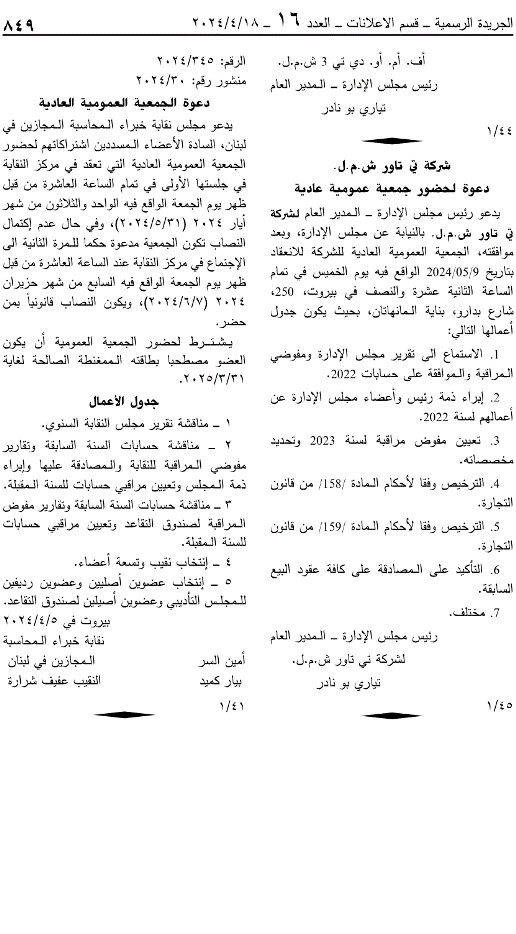 الجريدة الرسمية ــ قسم الاعلانات ــ العدد ١٦ ــ ٢٠٢٤/٤/١٨
٨٤٩
أف. أم. أو. دي تي 3 ش.م.ل.
رئيس مجلس الإدارة ــ المدير العام
تياري بو نادر
١/٤٤
شركة تي تاور ش.م.ل.
دعوة لحضور جمعية عمومية عادية
يدعو رئيس مجلس الإدارة ــ المدير العام لشركة
تي تاور ش.م.ل. بالنيابة عن مجلس الإدارة، وبعد
موافقته، الجمعية العمومية العادية للشركة للانعقاد
بتاريخ 2024/05/9 الواقع فيه يوم الخميس في تمام
الساعة الثانية عشرة والنصف في بيروت، 250،
شارع بدارو، بناية المانهاتان، بحيث يكون جدول
أعمالها التالي:
1. الاستماع الى تقرير مجلس الإدارة ومفوضي
المراقبة والموافقة على حسابات 2022.
2. إبراء ذمة رئيس وأعضاء مجلس الإدارة عن
أعمالهم لسنة 2022.
3. تعيين مفوض مراقبة لسنة 2023 وتحديد
مخصصاته.
4. الترخيص وفقا لأحكام المادة /158/ من قانون
التجارة.
5. الترخيص وفقا لأحكام المادة /159/ من قانون
التجارة.
6. التأكيد على المصادقة على كافة عقود البيع
السابقة.
7. مختلف.
رئيس مجلس الإدارة ــ المدير العام
لشركة تي تاور ش.م.ل.
تياري بو نادر
١/٤٥
الرقم: ٢٠٢٤/٣٤٥
منشور رقم: ٢٠٢٤/٣٠
دعوة الجمعية العمومية العادية
يدعو مجلس نقابة خبراء المحاسبة المجازين في
لبنان، السادة الأعضاء المسددين اشتراكاتهم لحضور
الجمعية العمومية العادية التي تعقد في مركز النقابة
في جلستها الأولى في تمام الساعة العاشرة من قبل
ظهر يوم الجمعة الواقع فيه الواحد والثلاثون من شهر
أيار ٢٠٢٤ (٢٠٢٤/٥/٣١)، وفي حال عدم إكتمال
النصاب تكون الجمعية مدعوة حكما للمرة الثانية الى
الإجتماع في مركز النقابة عند الساعة العاشرة من قبل
ظهر يوم الجمعة الواقع فيه السابع من شهر حزيران
٢٠٢٤ (٢٠٢٤/٦/٧)، ويكون النصاب قانونياً بمن
حضر.
يشترط لحضور الجمعية العمومية أن يكون
العضو مصطحبا بطاقته الممغنطة الصالحة لغاية
٢٠٢٥/٣/٣١.
جدول الأعمال
١ ــ مناقشة تقرير مجلس النقابة السنوي.
٢ ــ مناقشة حسابات السنة السابقة وتقارير
مفوضي المراقبة للنقابة والمصادقة عليها وإبراء
ذمة المجلس وتعيين مراقبي حسابات للسنة المقبلة.
٣ ــ مناقشة حسابات السنة السابقة وتقارير مفوض
المراقبة لصندوق التقاعد وتعيين مراقبي حسابات
للسنة المقبلة.
٤ ــ إنتخاب نقيب وتسعة أعضاء.
٥ ــ إنتخاب عضوين أصليين وعضوين رديفين
للمجلس التأديبي وعضوين أصيلين لصندوق التقاعد.
بيروت في ٢٠٢٤/٤/٥
نقابة خبراء المحاسبة
أمين السر المجازين في لبنان
بيار كميد النقيب عفيف شرارة
١/٤١